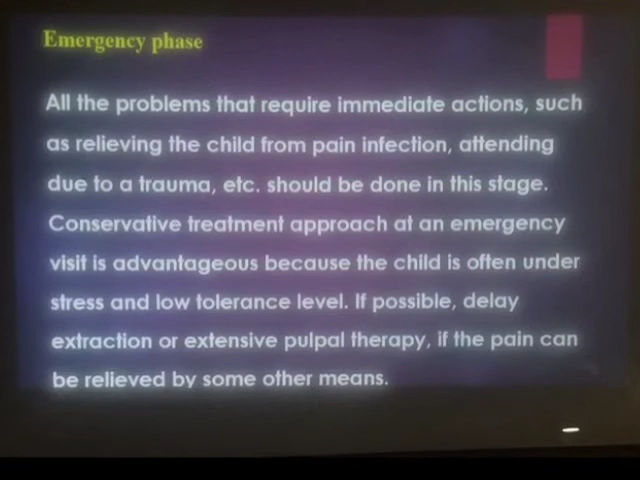 Emergency phase
All the problems that require immediate actions, such
as relieving the child from pain infection, attending
due to a trauma, etc. should be done in this stage.
Conservative treatment approach at an emergency
visit is advantageous because the child is often under
stress and low tolerance level. If possible, delay
extraction or extensive pulpal therapy, if the pain can
be relieved by some other means.